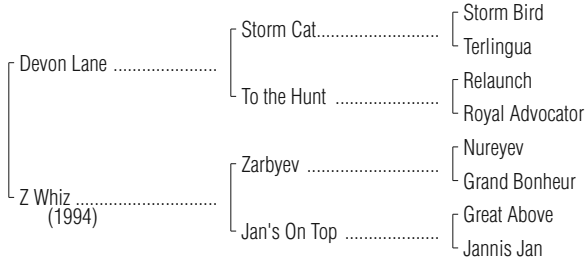 Storm Bird
Storm Cat
Terlingua
Devon Lane
Relaunch
To the Hunt
Royal Advocator
Nureyev
Zarbyev
Grand Bonheur
Z Whiz
(1994)
Great Above
Jan's On Top
Jannis Jan